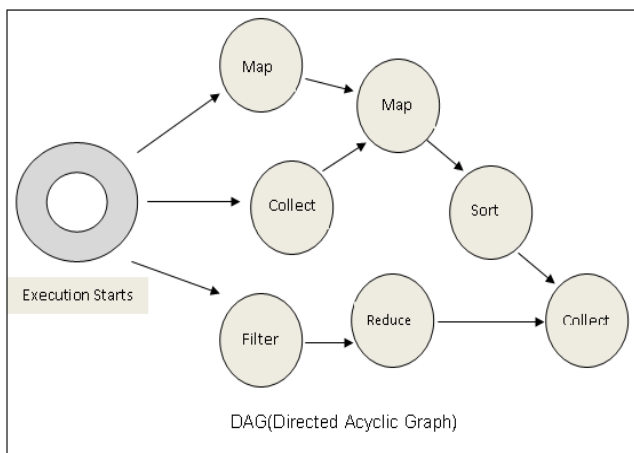 Map
Map
Collect
Sort
Execution Starts
Filter
Reduce
Collect
DAG(Directed Acyclic Graph)